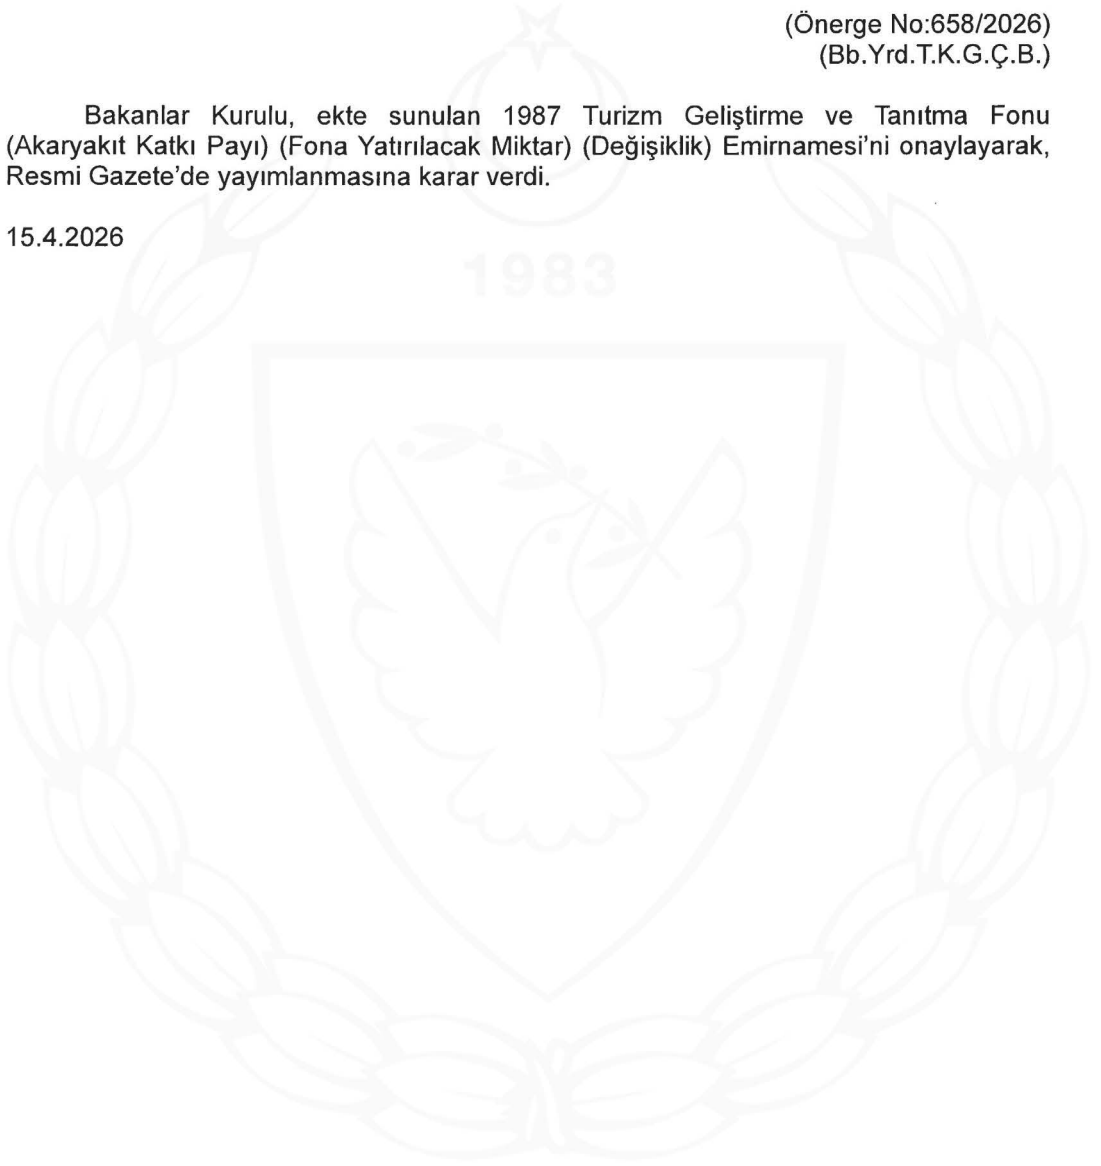 (Önerge No:658/2026)
(Bb.Yrd.T.K.G.Ç.B.)
Bakanlar Kurulu, ekte sunulan 1987 Turizm Geliştirme ve Tanıtma Fonu
(Akaryakıt Katkı Payı) (Fona Yatırılacak Miktar) (Değişiklik) Emirnamesi'ni onaylayarak,
Resmi Gazete'de yayımlanmasına karar verdi.
15.4.2026
1983